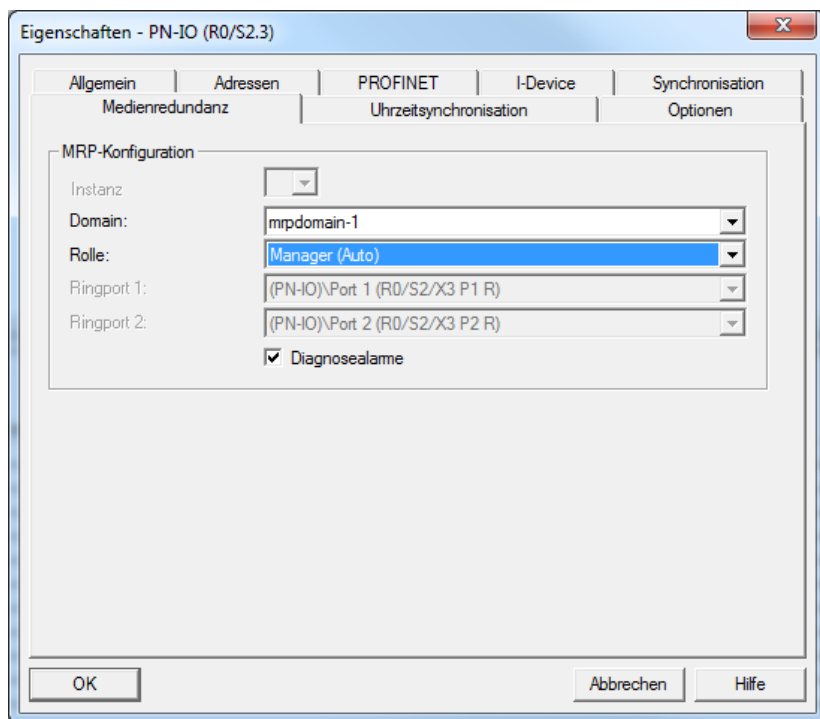 Eigenschaften - PN-IO (R0/S2.3)
Allgemein Adressen PROFINET I-Device Synchronisation
Medienredundanz Uhrzeitsynchronisation Optionen
MRP-Konfiguration
Instanz
Domain: mrpdomain-1
Rolle: Manager (Auto)
Ringport 1: (PN-IO)\Port 1 (R0/S2/X3 P1 R)
Ringport 2: (PN-IO)\Port 2 (R0/S2/X3 P2 R)
Diagnosealarme
OK Abbrechen Hilfe